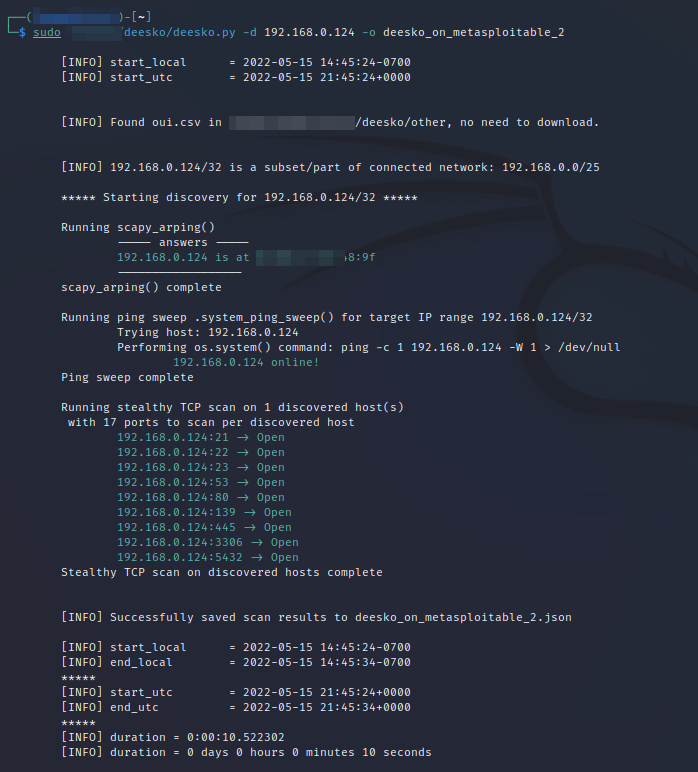 ┌──(                )-[~]
└─$ sudo /deesko/deesko.py -d 192.168.0.124 -o deesko_on_metasploitable_2
[INFO] start_local = 2022-05-15 14:45:24-0700
[INFO] start_utc = 2022-05-15 21:45:24+0000
[INFO] Found oui.csv in /deesko/other, no need to download.
[INFO] 192.168.0.124/32 is a subset/part of connected network: 192.168.0.0/25
***** Starting discovery for 192.168.0.124/32 *****
Running scapy_arping()
───── answers ─────
192.168.0.124 is at 8:9f
───────────────────
scapy_arping() complete
Running ping sweep .system_ping_sweep() for target IP range 192.168.0.124/32
Trying host: 192.168.0.124
Performing os.system() command: ping -c 1 192.168.0.124 -W 1 > /dev/null
192.168.0.124 online!
Ping sweep complete
Running stealthy TCP scan on 1 discovered host(s)
with 17 ports to scan per discovered host
192.168.0.124:21 → Open
192.168.0.124:22 → Open
192.168.0.124:23 → Open
192.168.0.124:53 → Open
192.168.0.124:80 → Open
192.168.0.124:139 → Open
192.168.0.124:445 → Open
192.168.0.124:3306 → Open
192.168.0.124:5432 → Open
Stealthy TCP scan on discovered hosts complete
[INFO] Successfully saved scan results to deesko_on_metasploitable_2.json
[INFO] start_local = 2022-05-15 14:45:24-0700
[INFO] end_local = 2022-05-15 14:45:34-0700
*****
[INFO] start_utc = 2022-05-15 21:45:24+0000
[INFO] end_utc = 2022-05-15 21:45:34+0000
*****
[INFO] duration = 0:00:10.522302
[INFO] duration = 0 days 0 hours 0 minutes 10 seconds